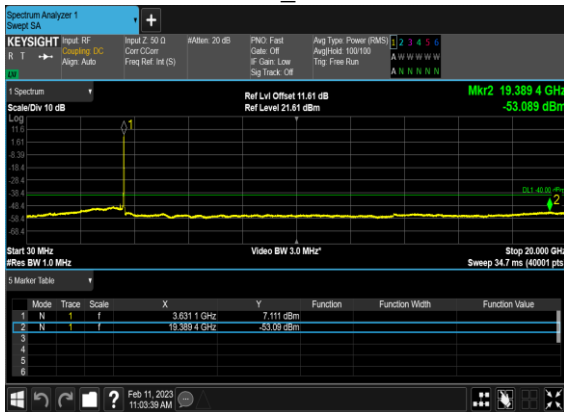 Spectrum Analyzer 1
Swept SA
+
KEYSIGHT Input: RF Input Z: 50 Ω #Atten: 20 dB PNO: Fast Avg Type: Power (RMS) 1 2 3 4 5 6
R T Coupling: DC Corr CCorr Gate: Off Avg|Hold: 100/100 A W W W W W
Align: Auto Freq Ref: Int (S) IF Gain: Low Trig: Free Run
Sig Track: Off A N N N N N
1 Spectrum
Scale/Div 10 dB
Ref Lvl Offset 11.61 dB
Ref Level 21.61 dBm
Mkr2 19.389 4 GHz
-53.089 dBm
Log
11.6
1.61
-8.39
-18.4
-28.4
-38.4
-48.4
-58.4
-68.4
1
DL1 -40.00 dBm
2
Start 30 MHz Video BW 3.0 MHz* Stop 20.000 GHz
#Res BW 1.0 MHz Sweep 34.7 ms (40001 pts)
5 Marker Table
Mode Trace Scale X Y Function Function Width Function Value
1 N 1 f 3.631 1 GHz 7.111 dBm
2 N 1 f 19.389 4 GHz -53.09 dBm
3
4
5
6
? Feb 11, 2023
11:03:39 AM